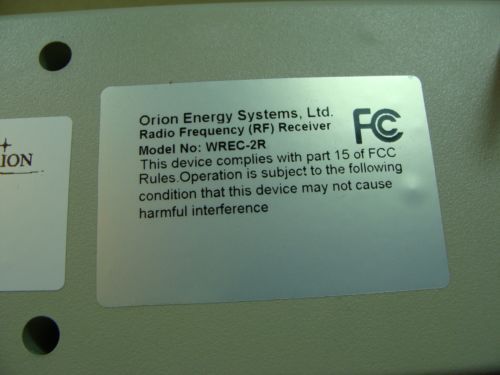 Orion Energy Systems, Ltd.
Radio Frequency (RF) Receiver
Model No: WREC-2R
FC
This device complies with part 15 of FCC
Rules.Operation is subject to the following
condition that this device may not cause
harmful interference